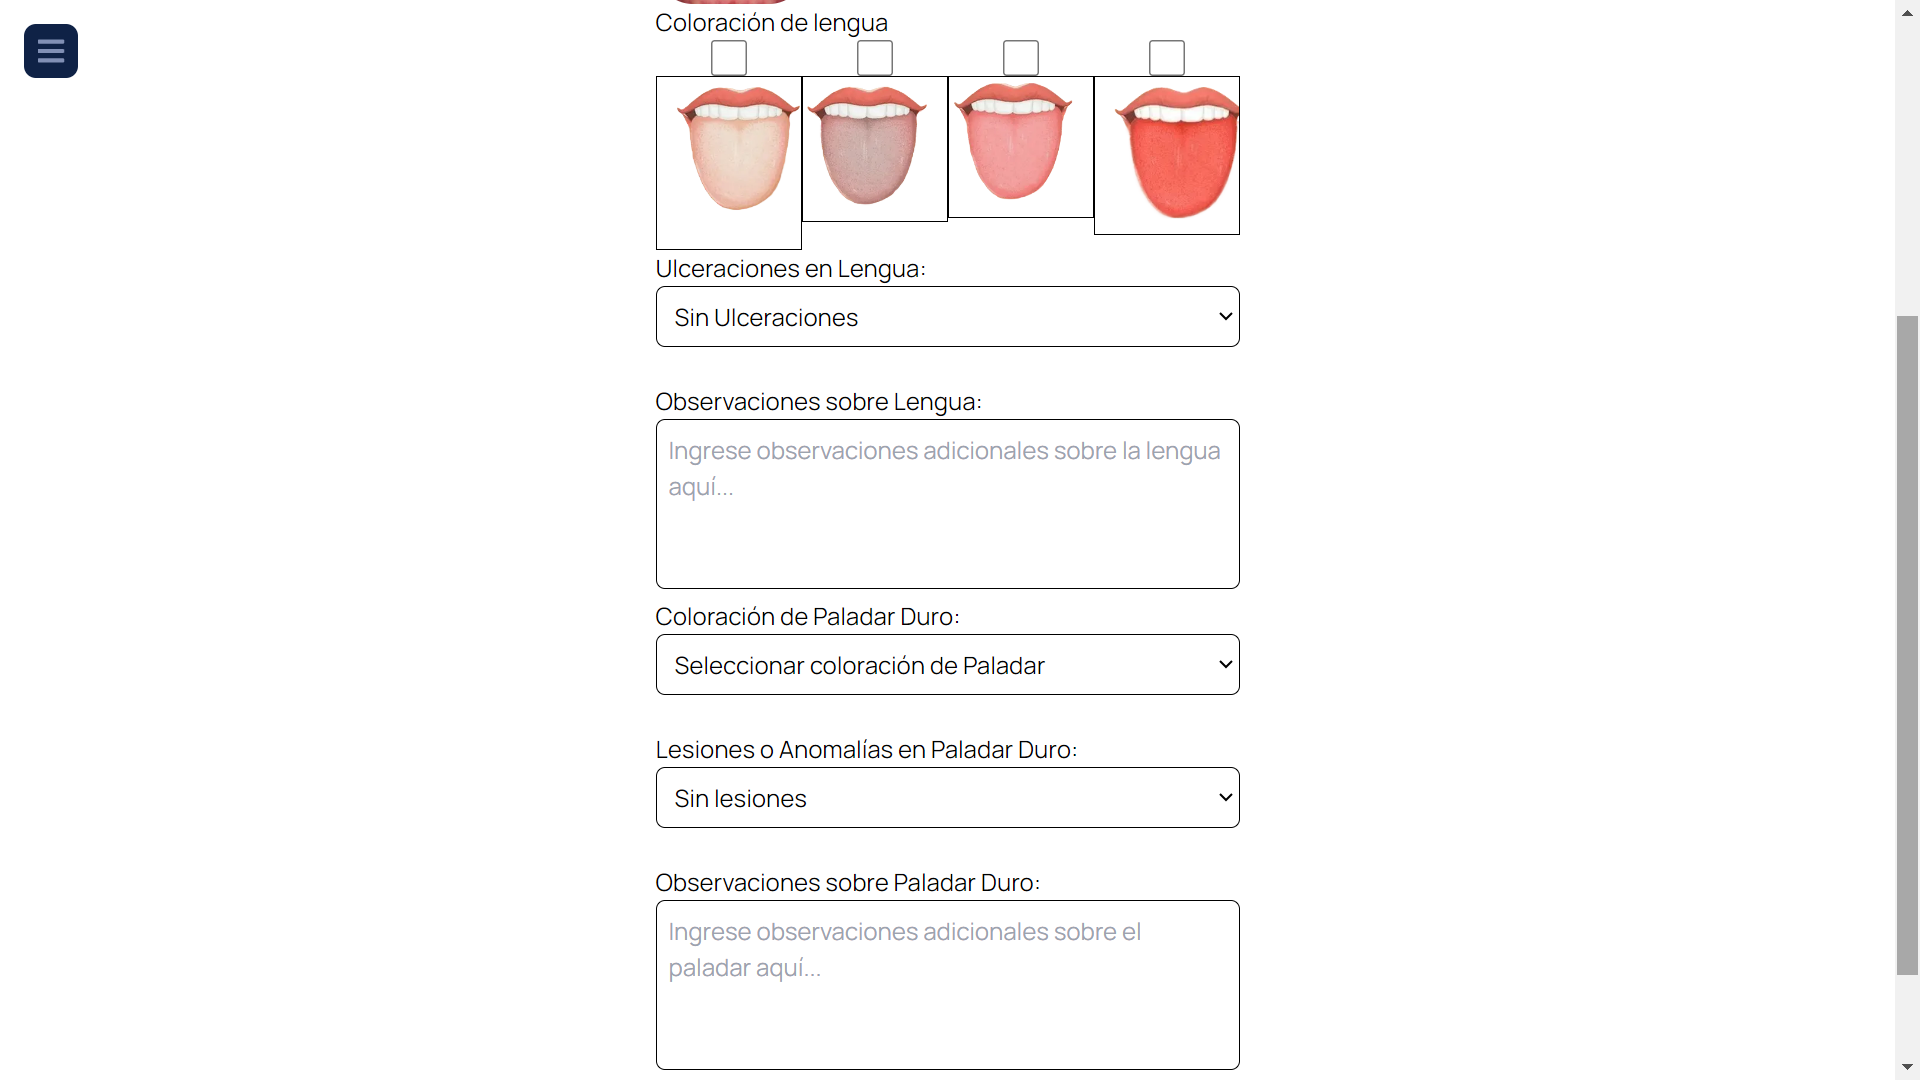 Coloración de lengua
Ulceraciones en Lengua:
Sin Ulceraciones
Observaciones sobre Lengua:
Ingrese observaciones adicionales sobre la lengua
aquí...
Coloración de Paladar Duro:
Seleccionar coloración de Paladar
Lesiones o Anomalías en Paladar Duro:
Sin lesiones
Observaciones sobre Paladar Duro:
Ingrese observaciones adicionales sobre el
paladar aquí...